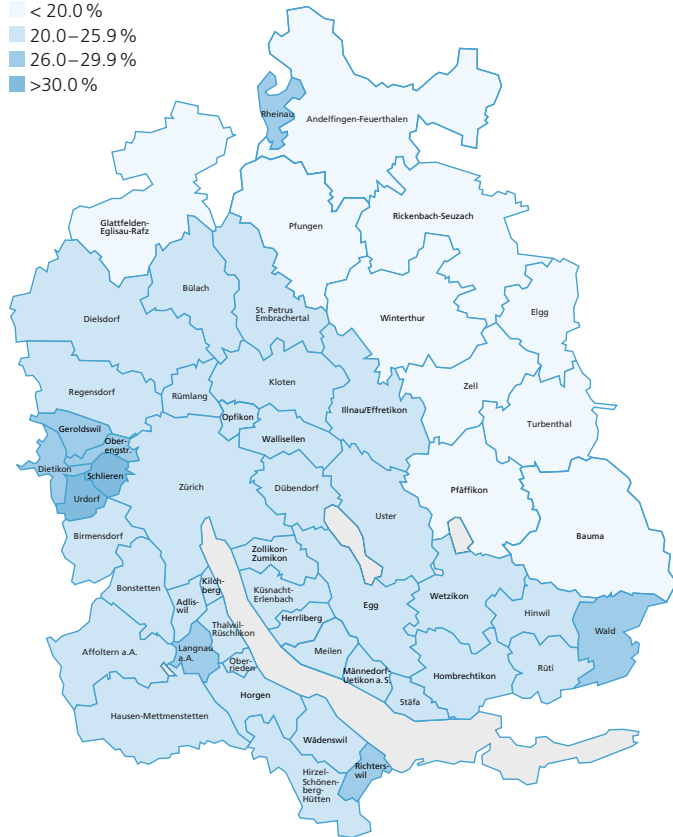 < 20.0 %
20.0–25.9 %
26.0–29.9 %
>30.0 %
Rheinau
Andelfingen-Feuerthalen
Glattfelden-
Eglisau-Rafz
Pfungen
Rickenbach-Seuzach
Bülach
Dielsdorf
St. Petrus
Embrachertal
Winterthur
Elgg
Regensdorf
Rümlang
Kloten
Zell
Opfikon
Illnau/Effretikon
Turbenthal
Geroldswil
Ober-
engstr.
Wallisellen
Dietikon
Schlieren
Urdorf
Zürich
Dübendorf
Pfäffikon
Uster
Birmensdorf
Bauma
Zollikon-
Zumikon
Bonstetten
Kilch-
berg
Adlis-
wil
Küsnacht-
Erlenbach
Egg
Wetzikon
Hinwil
Herrliberg
Thalwil-
Rüschlikon
Wald
Affoltern a.A.
Langnau
a.A.
Ober-
rieden
Meilen
Männedorf-
Uetikon a. S.
Hombrechtikon
Rüti
Horgen
Stäfa
Hausen-Mettmenstetten
Wädenswil
Richters-
wil
Hirzel-
Schönen-
berg-
Hütten